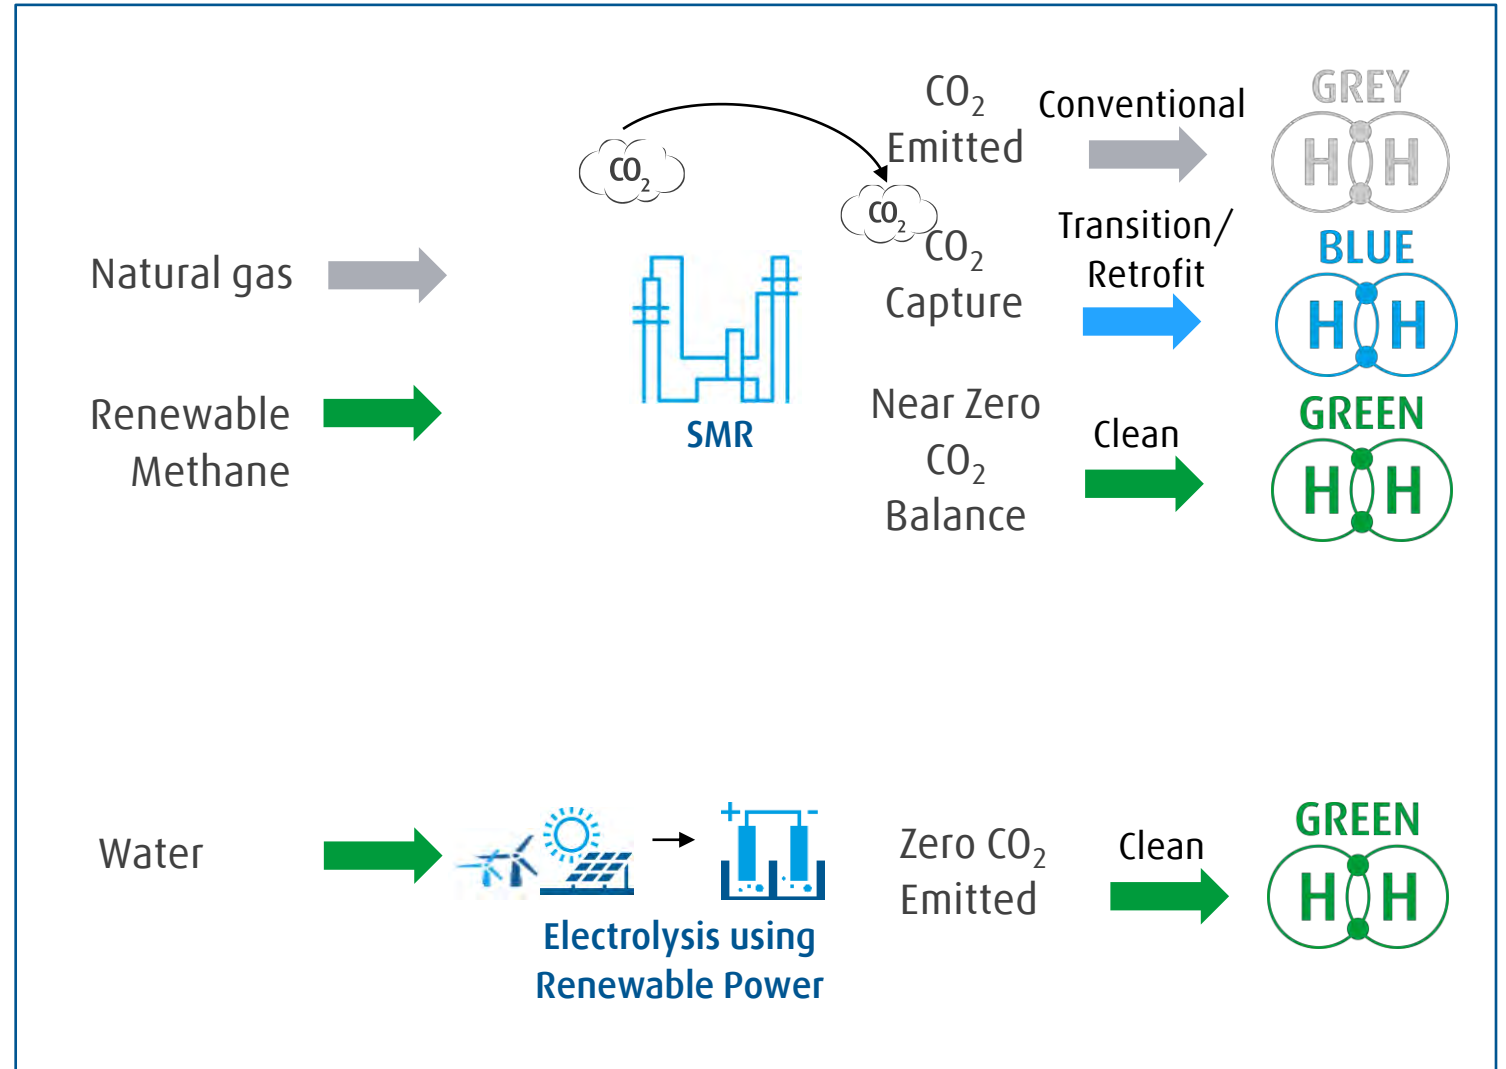 Natural gas
Renewable
Methane
CO₂
CO₂
SMR
CO₂
Emitted
Conventional
GREY
H H
CO₂
Capture
Transition/
Retrofit
BLUE
H H
Near Zero
CO₂
Balance
Clean
GREEN
H H
Water
+ -
Electrolysis using
Renewable Power
Zero CO₂
Emitted
Clean
GREEN
H H